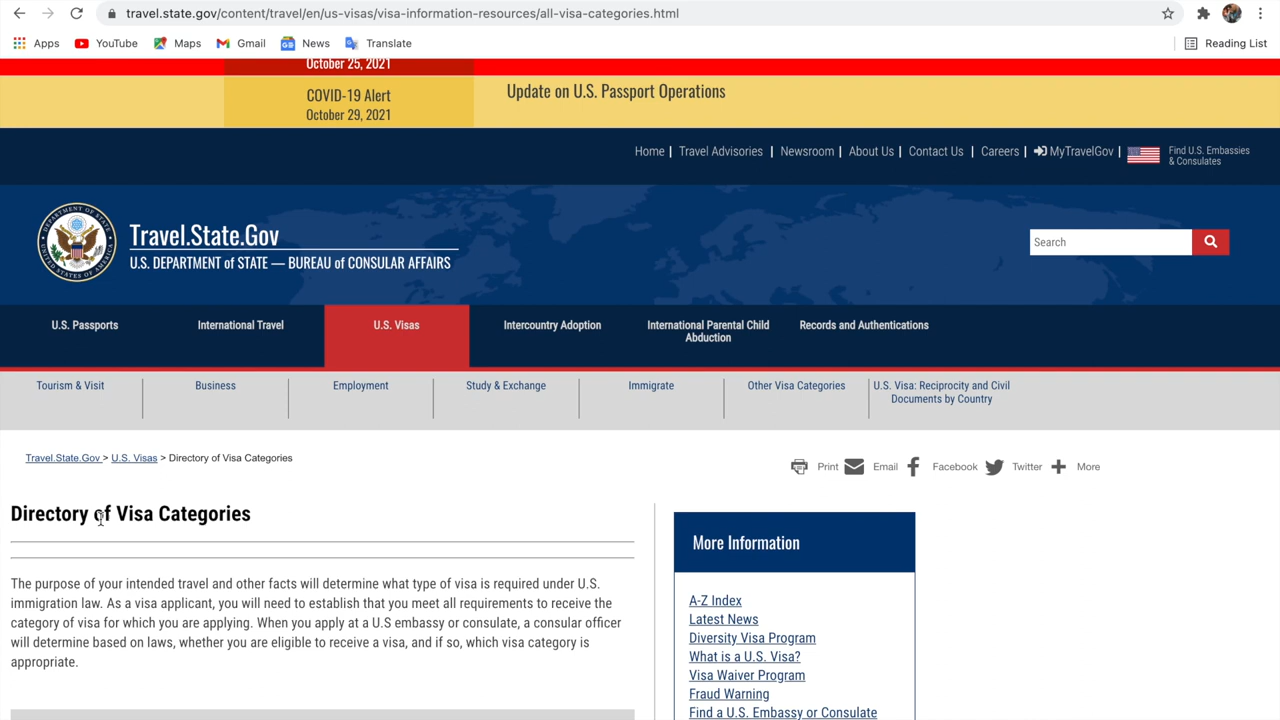 travel.state.gov/content/travel/en/us-visas/visa-information-resources/all-visa-categories.html
Apps YouTube Maps Gmail News Translate Reading List
October 25, 2021
COVID-19 Alert
October 29, 2021
Update on U.S. Passport Operations
Home | Travel Advisories | Newsroom | About Us | Contact Us | Careers | MyTravelGov | Find U.S. Embassies
& Consulates
Travel.State.Gov
U.S. DEPARTMENT of STATE — BUREAU of CONSULAR AFFAIRS
Search
U.S. Passports International Travel U.S. Visas Intercountry Adoption International Parental Child Records and Authentications
Abduction
Tourism & Visit Business Employment Study & Exchange Immigrate Other Visa Categories U.S. Visa: Reciprocity and Civil
Documents by Country
Travel.State.Gov > U.S. Visas > Directory of Visa Categories
Print Email Facebook Twitter More
Directory of Visa Categories
The purpose of your intended travel and other facts will determine what type of visa is required under U.S.
immigration law. As a visa applicant, you will need to establish that you meet all requirements to receive the
category of visa for which you are applying. When you apply at a U.S embassy or consulate, a consular officer
will determine based on laws, whether you are eligible to receive a visa, and if so, which visa category is
appropriate.
More Information
A-Z Index
Latest News
Diversity Visa Program
What is a U.S. Visa?
Visa Waiver Program
Fraud Warning
Find a U.S. Embassy or Consulate